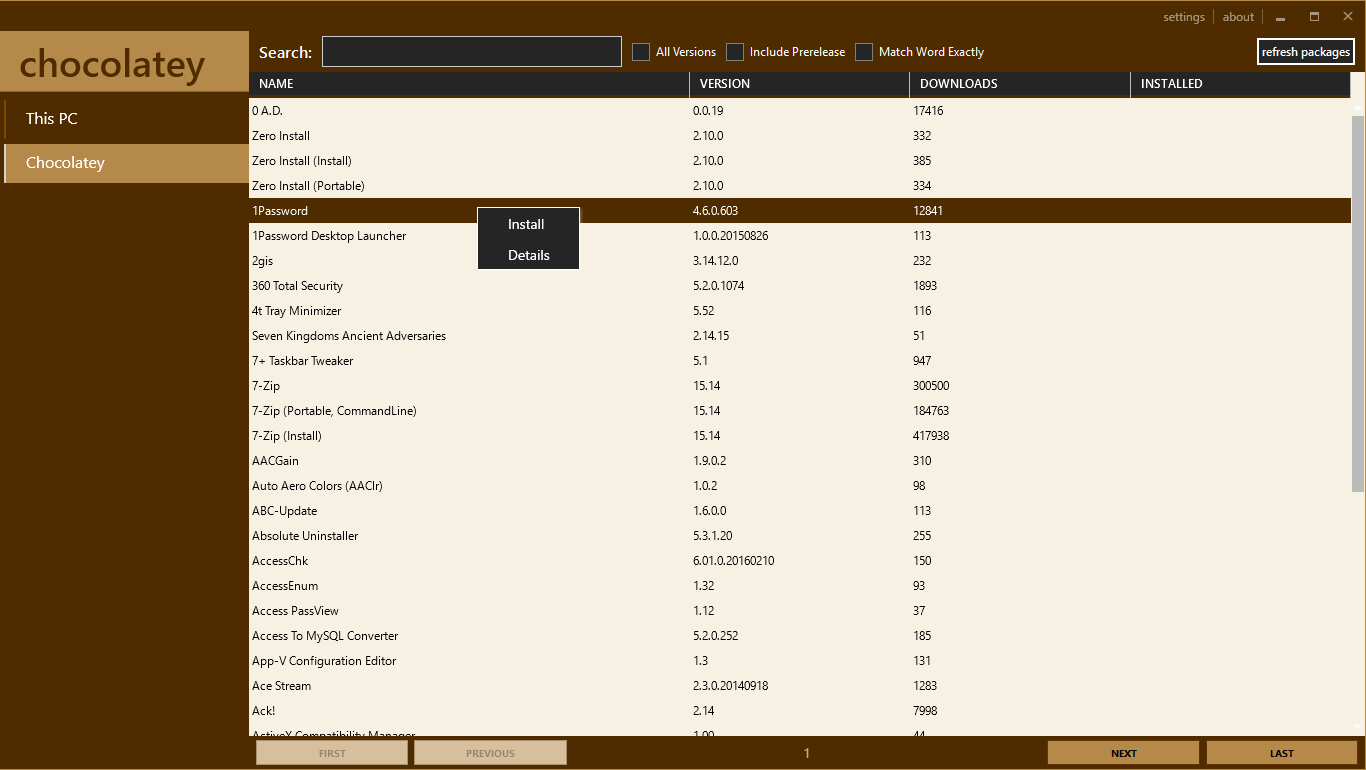 settings about
chocolatey
Search: All Versions Include Prerelease Match Word Exactly refresh packages
NAME VERSION DOWNLOADS INSTALLED
This PC
Chocolatey
0 A.D. 0.0.19 17416
Zero Install 2.10.0 332
Zero Install (Install) 2.10.0 385
Zero Install (Portable) 2.10.0 334
1Password 4.6.0.603 12841
Install
Details
1Password Desktop Launcher 1.0.0.20150826 113
2gis 3.14.12.0 232
360 Total Security 5.2.0.1074 1893
4t Tray Minimizer 5.52 116
Seven Kingdoms Ancient Adversaries 2.14.15 51
7+ Taskbar Tweaker 5.1 947
7-Zip 15.14 300500
7-Zip (Portable, CommandLine) 15.14 184763
7-Zip (Install) 15.14 417938
AACGain 1.9.0.2 310
Auto Aero Colors (AAClr) 1.0.2 98
ABC-Update 1.6.0.0 113
Absolute Uninstaller 5.3.1.20 255
AccessChk 6.01.0.20160210 150
AccessEnum 1.32 93
Access PassView 1.12 37
Access To MySQL Converter 5.2.0.252 185
App-V Configuration Editor 1.3 131
Ace Stream 2.3.0.20140918 1283
Ack! 2.14 7998
ActiveX Compatibility Manager 1.00 44
FIRST PREVIOUS 1 NEXT LAST